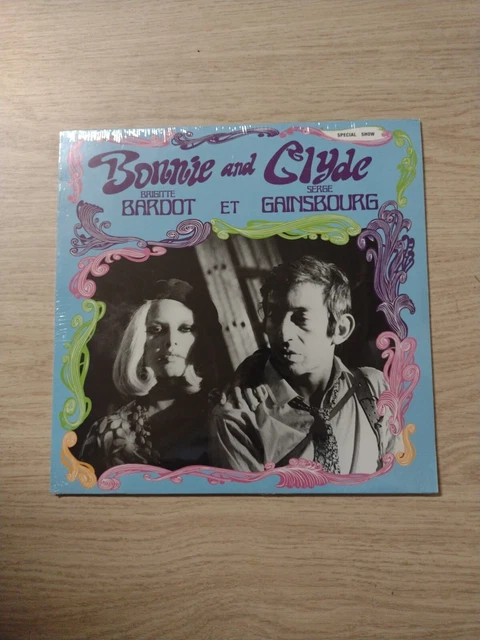 SPECIAL SHOW
Bonnie and Clyde
BRIGITTE SERGE
BARDOT ET GAINSBOURG